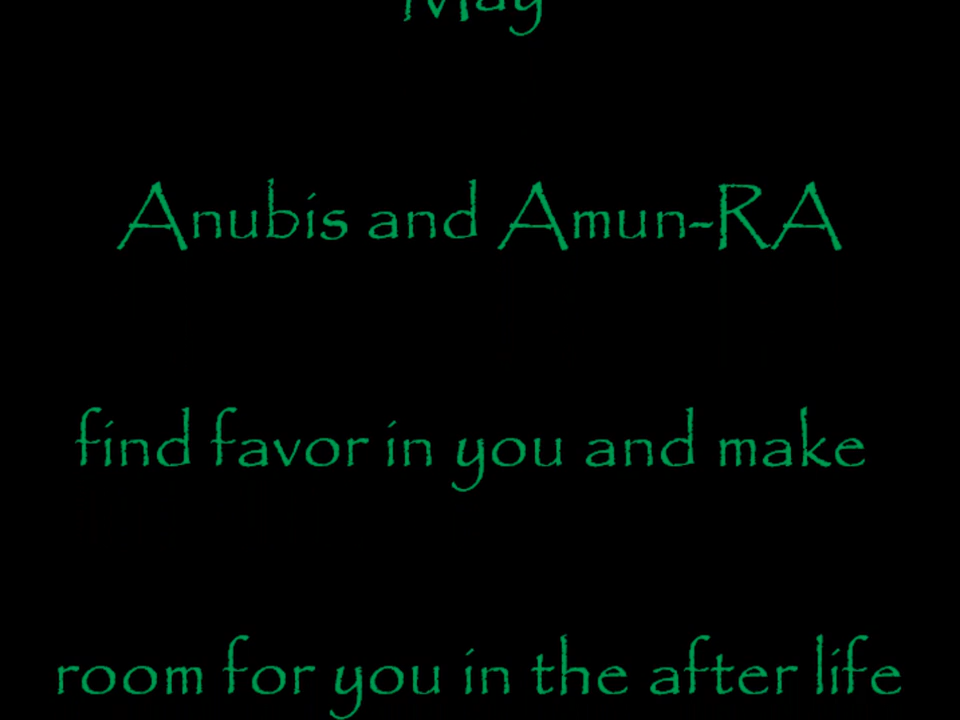 May
Anubis and Amun-RA
find favor in you and make
room for you in the after life